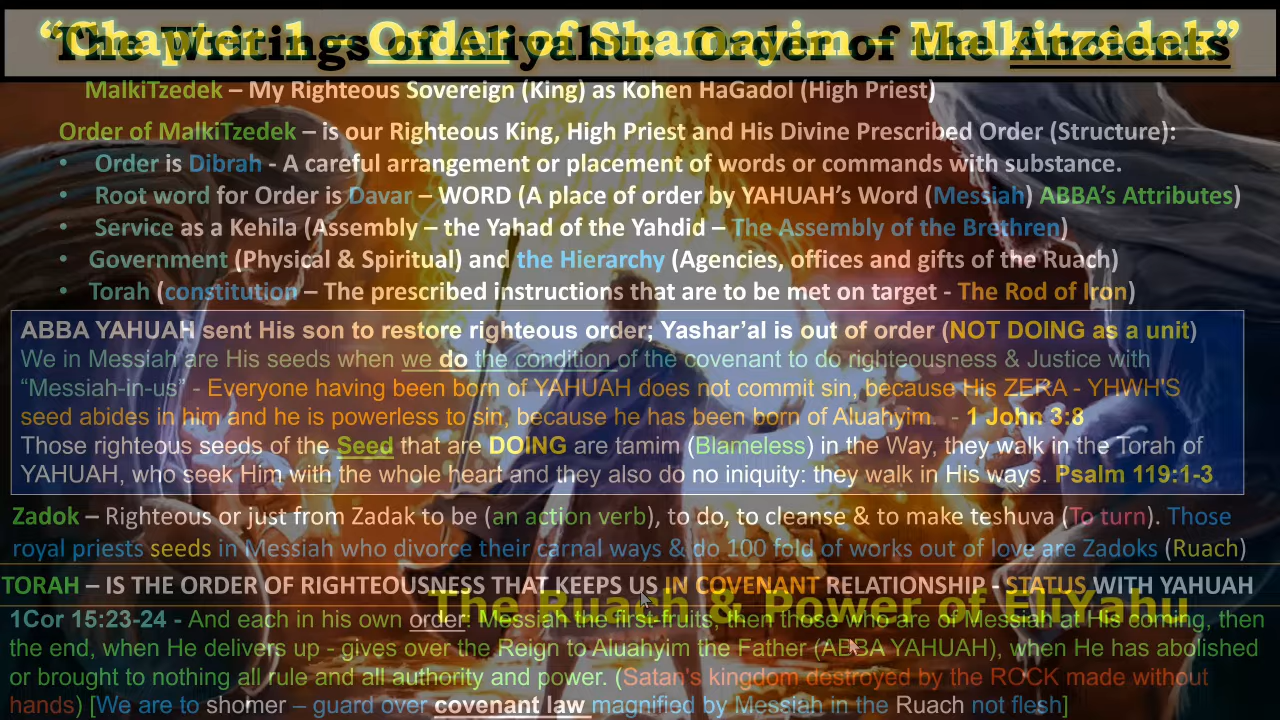 “Chapter 1 – Order of Shamayim – Malkitzedek”
The Writings of Aliyahu: Order of the Ancients
MalkiTzedek – My Righteous Sovereign (King) as Kohen HaGadol (High Priest)
Order of MalkiTzedek – is our Righteous King, High Priest and His Divine Prescribed Order (Structure):
• Order is Dibrah - A careful arrangement or placement of words or commands with substance.
• Root word for Order is Davar – WORD (A place of order by YAHUAH’s Word (Messiah) ABBA’s Attributes)
• Service as a Kehila (Assembly – the Yahad of the Yahdid – The Assembly of the Brethren)
• Government (Physical & Spiritual) and the Hierarchy (Agencies, offices and gifts of the Ruach)
• Torah (constitution – The prescribed instructions that are to be met on target - The Rod of Iron)
ABBA YAHUAH sent His son to restore righteous order; Yashar’al is out of order (NOT DOING as a unit)
We in Messiah are His seeds when we do the condition of the covenant to do righteousness & Justice with
“Messiah-in-us” - Everyone having been born of YAHUAH does not commit sin, because His ZERA - YHWH'S
seed abides in him and he is powerless to sin, because he has been born of Aluahyim. - 1 John 3:8
Those righteous seeds of the Seed that are DOING are tamim (Blameless) in the Way, they walk in the Torah of
YAHUAH, who seek Him with the whole heart and they also do no iniquity: they walk in His ways. Psalm 119:1-3
Zadok – Righteous or just from Zadak to be (an action verb), to do, to cleanse & to make teshuva (To turn). Those
royal priests seeds in Messiah who divorce their carnal ways & do 100 fold of works out of love are Zadoks (Ruach)
TORAH – IS THE ORDER OF RIGHTEOUSNESS THAT KEEPS US IN COVENANT RELATIONSHIP - STATUS WITH YAHUAH
The Ruach & Power of EliYahu
1Cor 15:23-24 - And each in his own order: Messiah the first-fruits, then those who are of Messiah at His coming, then
the end, when He delivers up - gives over the Reign to Aluahyim the Father (ABBA YAHUAH), when He has abolished
or brought to nothing all rule and all authority and power. (Satan’s kingdom destroyed by the ROCK made without
hands) [We are to shomer – guard over covenant law magnified by Messiah in the Ruach not flesh]